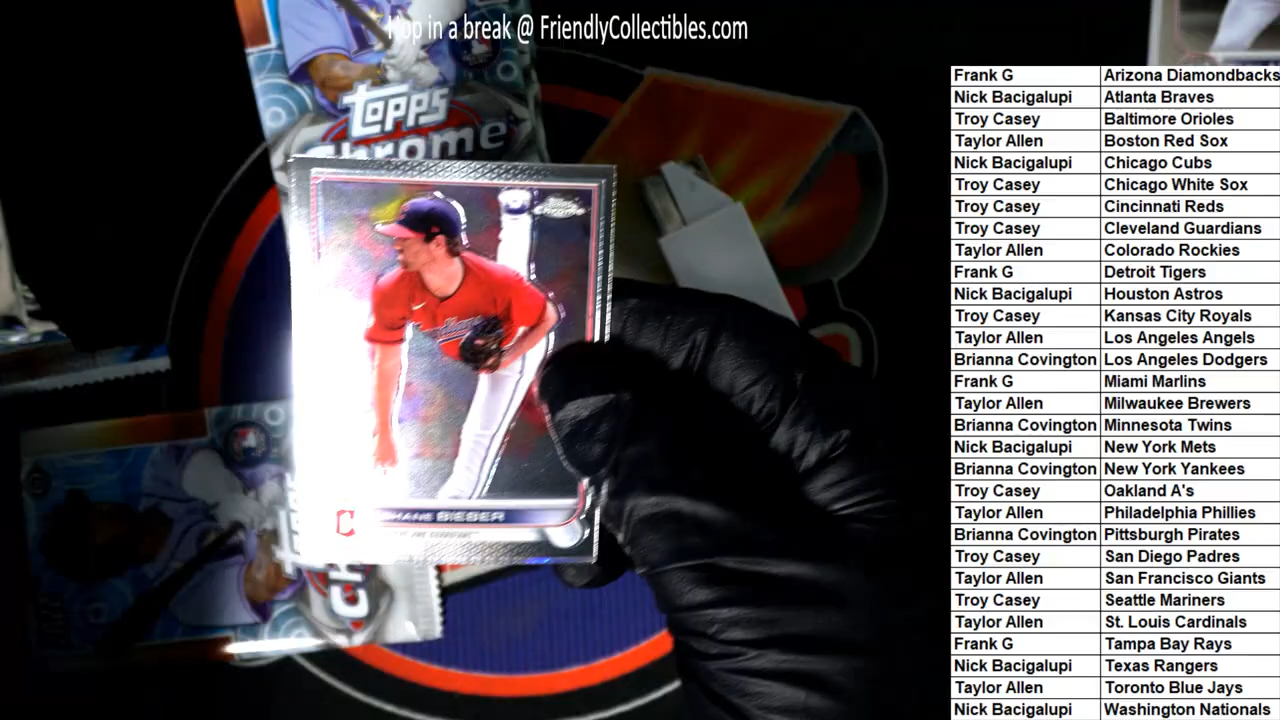 op in a break @ FriendlyCollectibles.com
TOPPS
Chrome
BIEBER
C
Frank G Arizona Diamondbacks
Nick Bacigalupi Atlanta Braves
Troy Casey Baltimore Orioles
Taylor Allen Boston Red Sox
Nick Bacigalupi Chicago Cubs
Troy Casey Chicago White Sox
Troy Casey Cincinnati Reds
Troy Casey Cleveland Guardians
Taylor Allen Colorado Rockies
Frank G Detroit Tigers
Nick Bacigalupi Houston Astros
Troy Casey Kansas City Royals
Taylor Allen Los Angeles Angels
Brianna Covington Los Angeles Dodgers
Frank G Miami Marlins
Taylor Allen Milwaukee Brewers
Brianna Covington Minnesota Twins
Nick Bacigalupi New York Mets
Brianna Covington New York Yankees
Troy Casey Oakland A's
Taylor Allen Philadelphia Phillies
Brianna Covington Pittsburgh Pirates
Troy Casey San Diego Padres
Taylor Allen San Francisco Giants
Troy Casey Seattle Mariners
Taylor Allen St. Louis Cardinals
Frank G Tampa Bay Rays
Nick Bacigalupi Texas Rangers
Taylor Allen Toronto Blue Jays
Nick Bacigalupi Washington Nationals